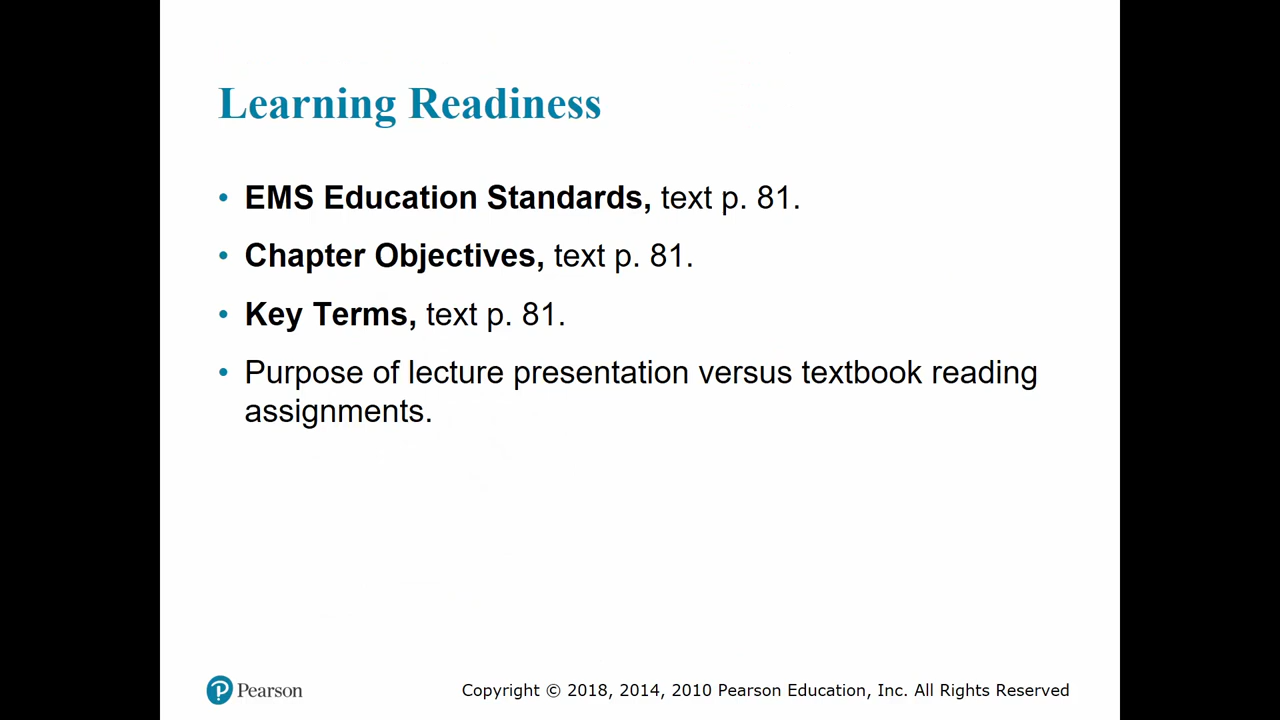 Learning Readiness
• EMS Education Standards, text p. 81.
• Chapter Objectives, text p. 81.
• Key Terms, text p. 81.
• Purpose of lecture presentation versus textbook reading
assignments.
Pearson
Copyright © 2018, 2014, 2010 Pearson Education, Inc. All Rights Reserved